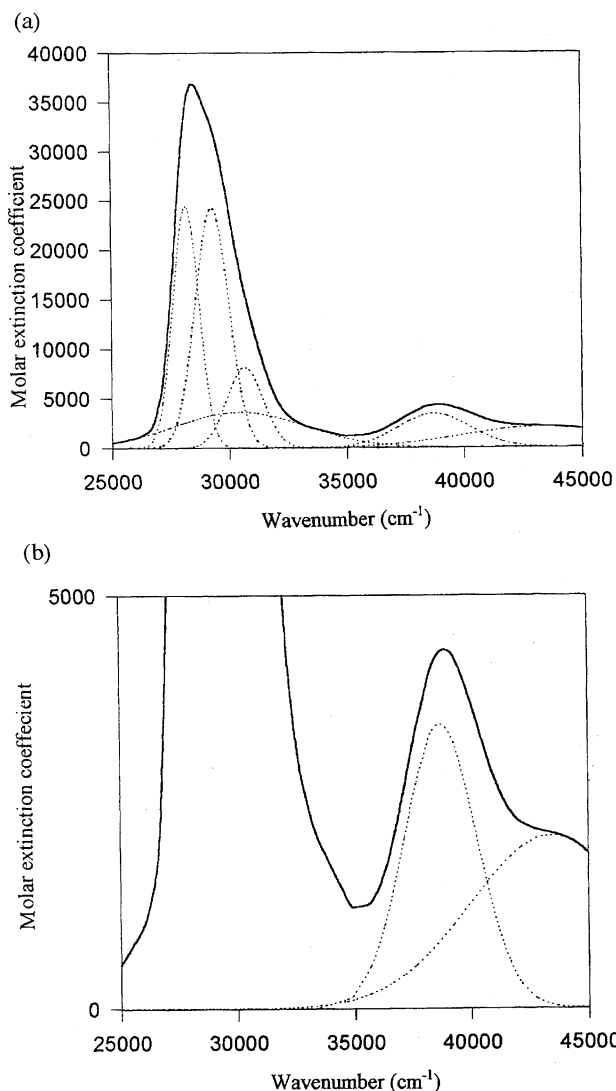 (a)
40000
35000
30000
25000
20000
15000
10000
5000
0
Molar extinction coefficient
25000 30000 35000 40000 45000
Wavenumber (cm⁻¹)
(b)
5000
0
Molar extinction coeffecient
25000 30000 35000 40000 45000
Wavenumber (cm⁻¹)